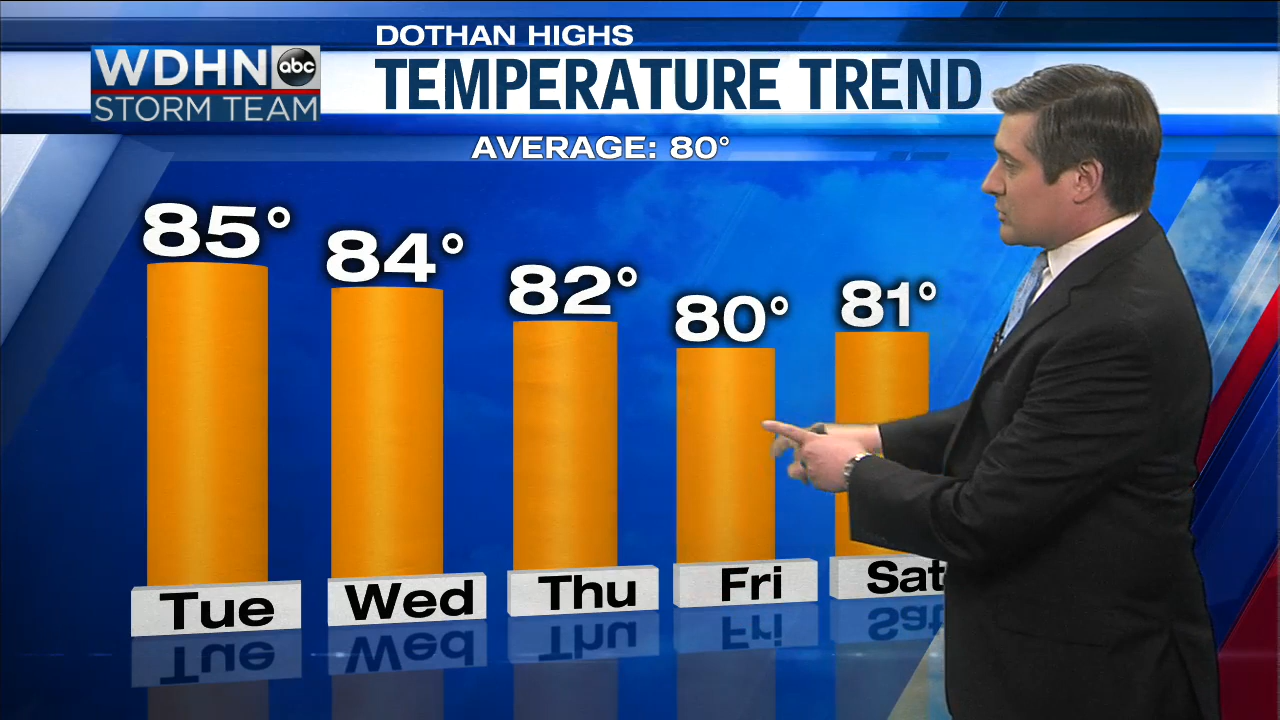 DOTHAN HIGHS
WDHN abc
STORM TEAM
TEMPERATURE TREND
AVERAGE: 80°
85° 84° 82° 80° 81°
Tue Wed Thu Fri Sat